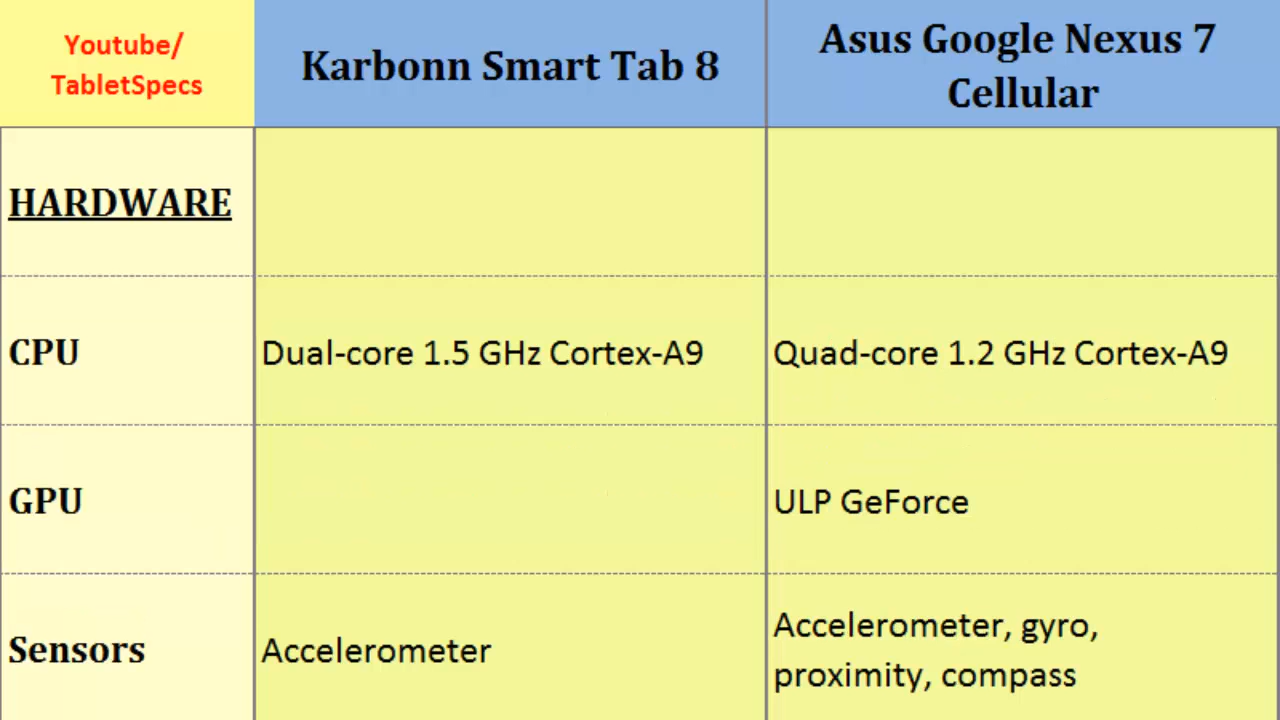 Youtube/
TabletSpecs
Karbonn Smart Tab 8
Asus Google Nexus 7
Cellular
HARDWARE
CPU
Dual-core 1.5 GHz Cortex-A9
Quad-core 1.2 GHz Cortex-A9
GPU
ULP GeForce
Sensors
Accelerometer
Accelerometer, gyro,
proximity, compass